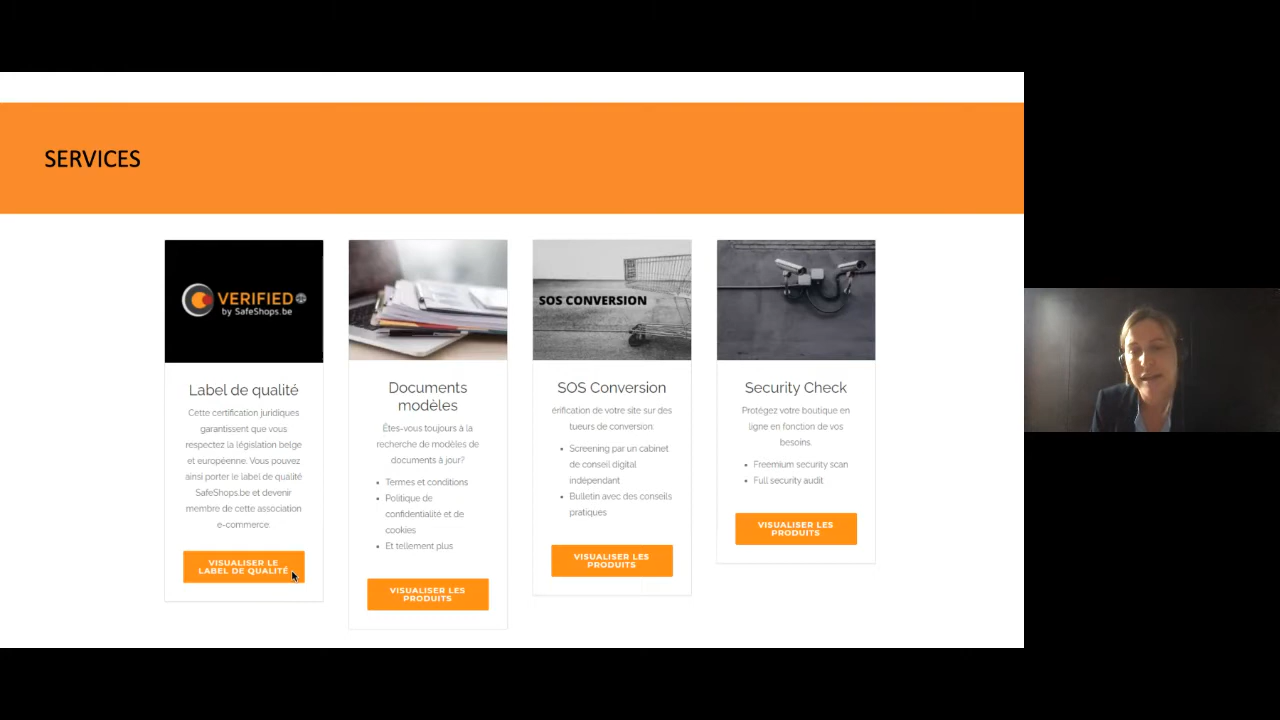 SERVICES
VERIFIED
by SafeShops.be
Label de qualité
Cette certification juridiques
garantissent que vous
respectez la législation belge
et européenne. Vous pouvez
ainsi porter le label de qualité
SafeShops.be et devenir
membre de cette association
e-commerce.
VISUALISER LE
LABEL DE QUALITÉ
Documents
modèles
Êtes-vous toujours à la
recherche de modèles de
documents à jour?
• Termes et conditions
• Politique de
confidentialité et de
cookies
• Et tellement plus
VISUALISER LES
PRODUITS
SOS CONVERSION
SOS Conversion
érification de votre site sur des
tueurs de conversion:
• Screening par un cabinet
de conseil digital
indépendant
• Bulletin avec des conseils
pratiques
VISUALISER LES
PRODUITS
Security Check
Protégez votre boutique en
ligne en fonction de vos
besoins.
• Freemium security scan
• Full security audit
VISUALISER LES
PRODUITS